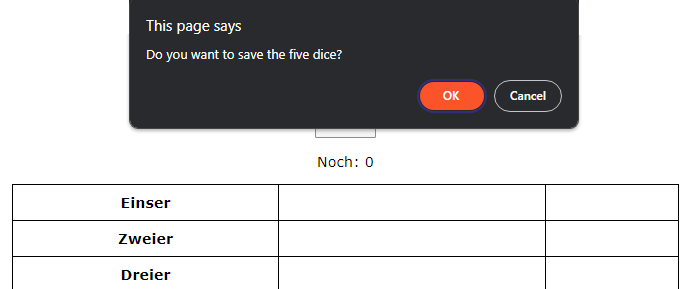 This page says
Do you want to save the five dice?
OK
Cancel
Noch: 0
Einser
Zweier
Dreier